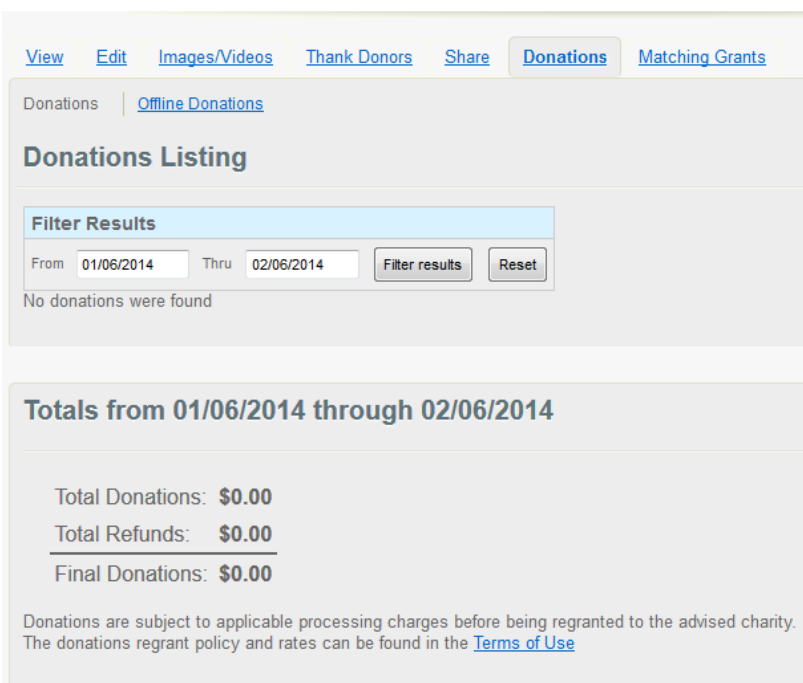 View Edit Images/Videos Thank Donors Share Donations Matching Grants
Donations Offline Donations
Donations Listing
Filter Results
From 01/06/2014 Thru 02/06/2014 Filter results Reset
No donations were found
Totals from 01/06/2014 through 02/06/2014
Total Donations: $0.00
Total Refunds: $0.00
Final Donations: $0.00
Donations are subject to applicable processing charges before being regranted to the advised charity.
The donations regrant policy and rates can be found in the Terms of Use